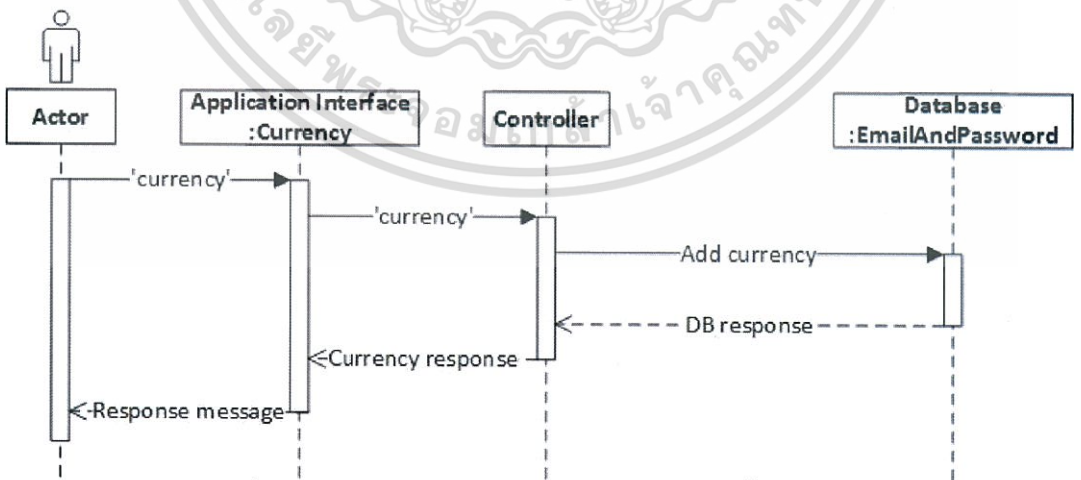 Actor
Application Interface
:Currency
Controller
Database
:EmailAndPassword
'currency'
'currency'
Add currency
DB response
Currency response
Response message